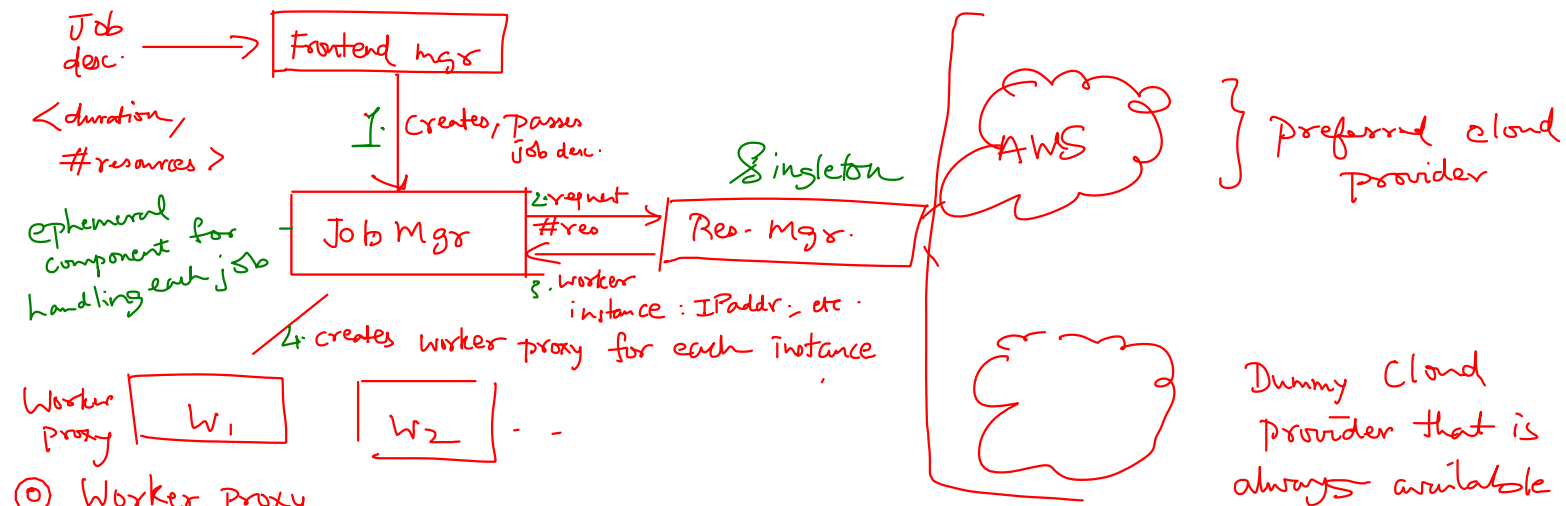 Job
desc.
Frontend mgr
<duration,
#resources>
1. Creates, passes
job desc.
Singleton
AWS
} preferred cloud
provider
ephemeral
component for
handling each job
Job Mgr
2. request
#res
Res. Mgr.
3. worker
instance : IPaddr., etc.
4. creates worker proxy for each instance
Worker
proxy
W1
W2
- -
Dummy Cloud
provider that is
always available
⊙ Worker proxy